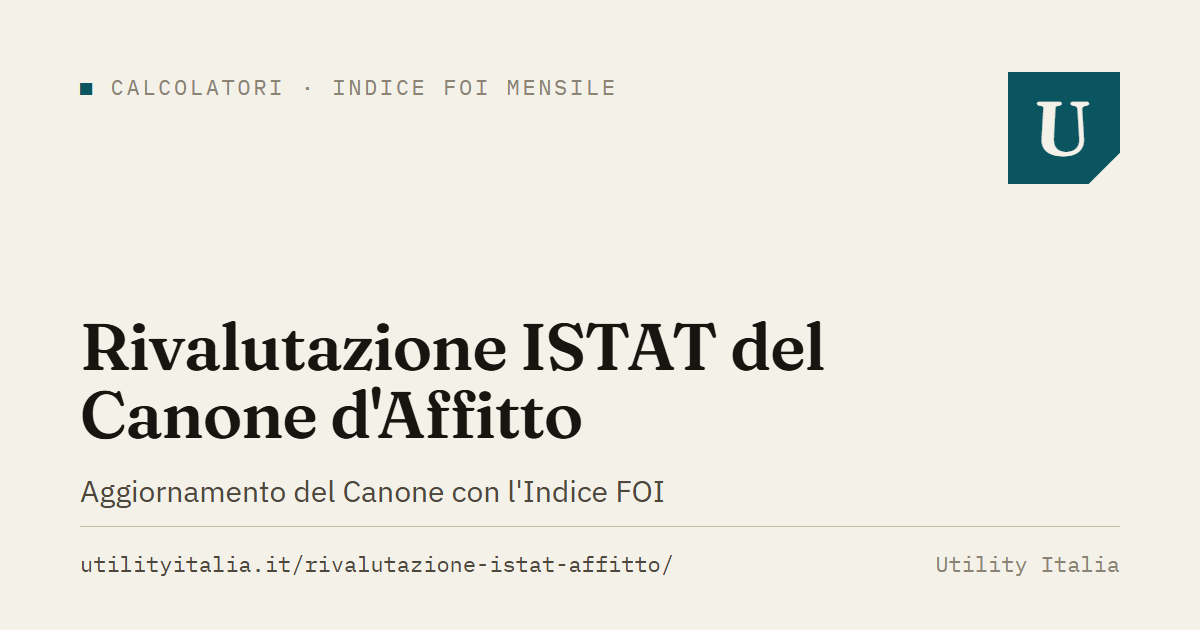 ■ CALCOLATORI · INDICE FOI MENSILE
U
Rivalutazione ISTAT del
Canone d'Affitto
Aggiornamento del Canone con l'Indice FOI
utilityitalia.it/rivalutazione-istat-affitto/
Utility Italia